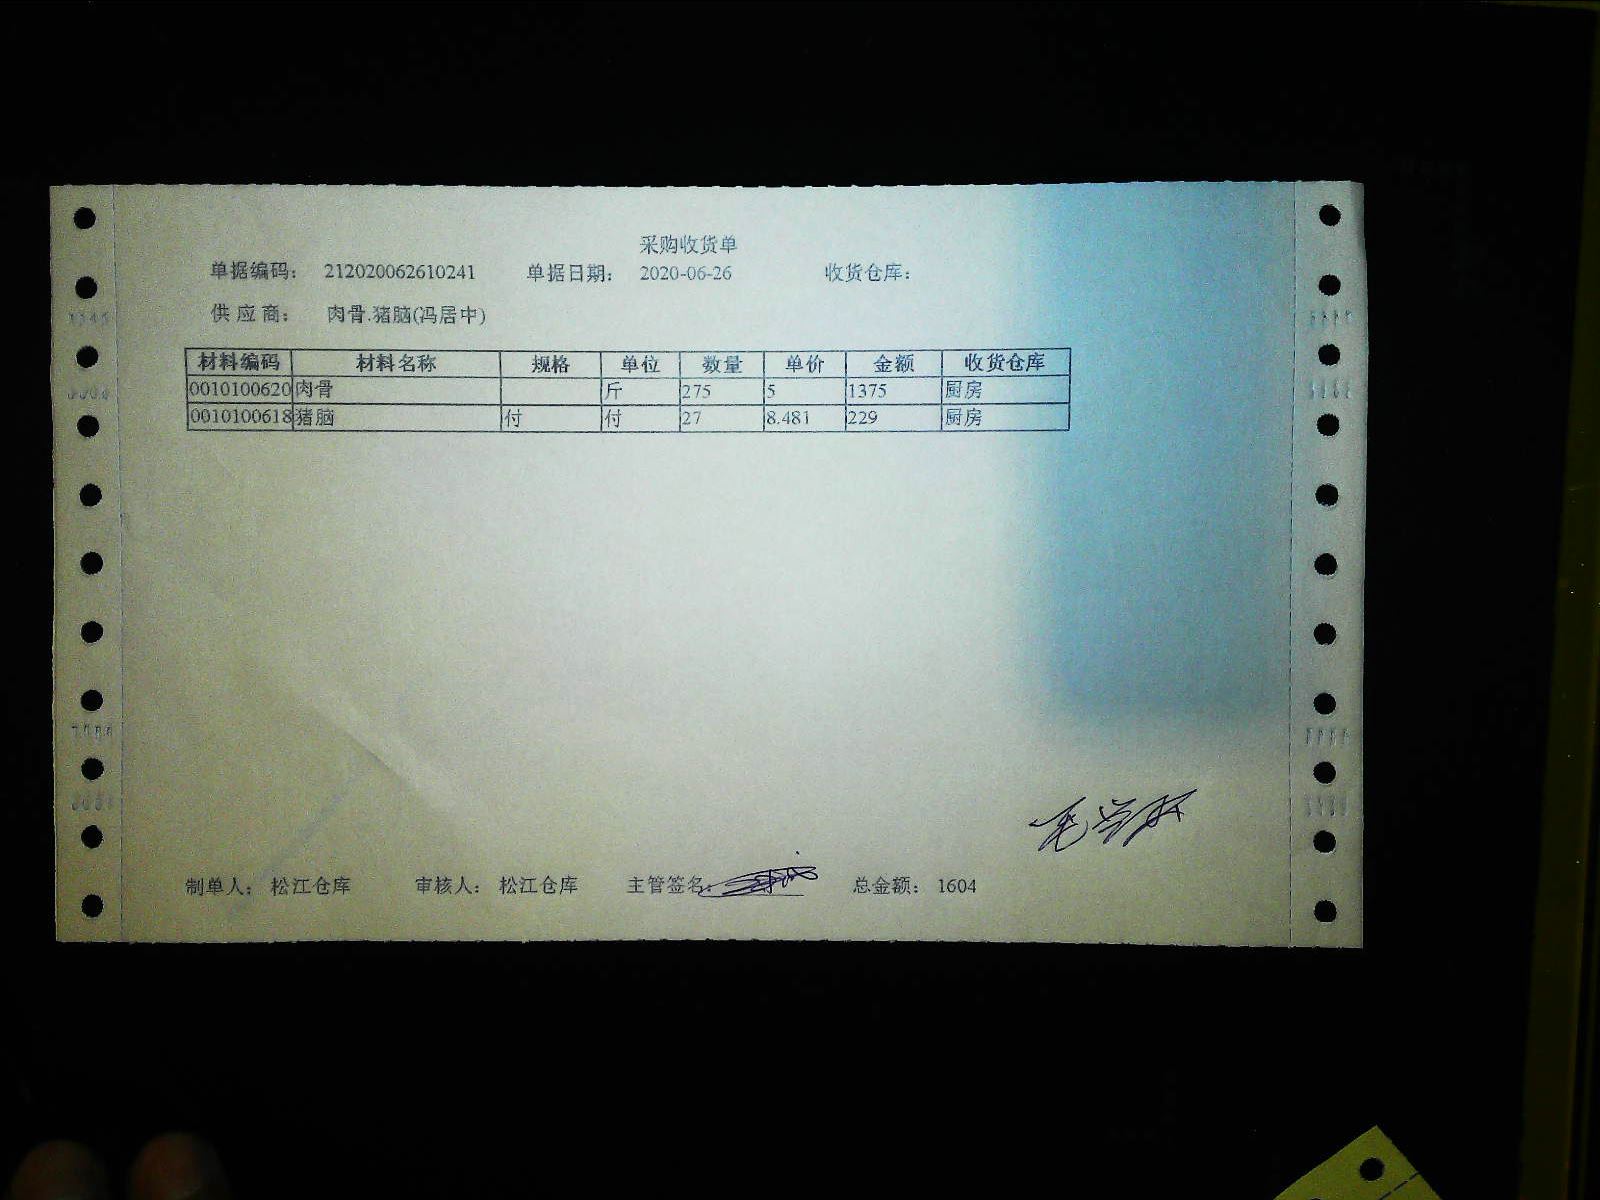 采购收货单
单据编码： 212020062610241 单据日期： 2020-06-26 收货仓库：
供应商： 肉骨.猪脑(冯居中)
材料编码 材料名称 规格 单位 数量 单价 金额 收货仓库
0010100620 肉骨 斤 275 5 1375 厨房
0010100618 猪脑 付 付 27 8.481 229 厨房
制单人： 松江仓库 审核人： 松江仓库 主管签名： 总金额： 1604